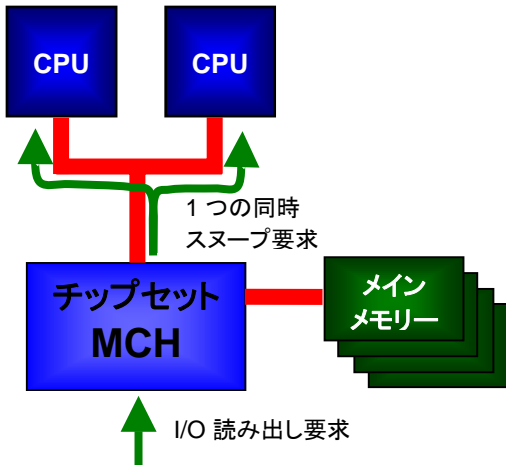 CPU
CPU
1 つの同時
スヌープ要求
チップセット
MCH
メイン
メモリー
I/O 読み出し要求